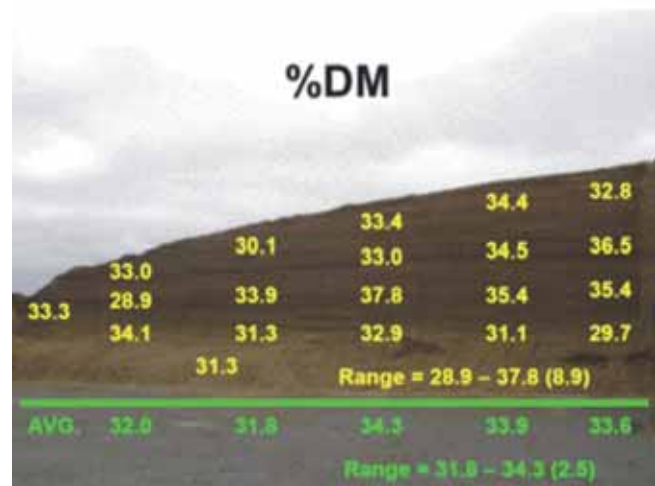 %DM
32.8
34.4
33.4
30.1 33.0 34.5 36.5
33.0
28.9 33.9 37.8 35.4 35.4
33.3
34.1 31.3 32.9 31.1 29.7
31.3
Range = 28.9 – 37.8 (8.9)
AVG. 32.0 31.8 34.3 33.9 33.6
Range = 31.8 – 34.3 (2.5)